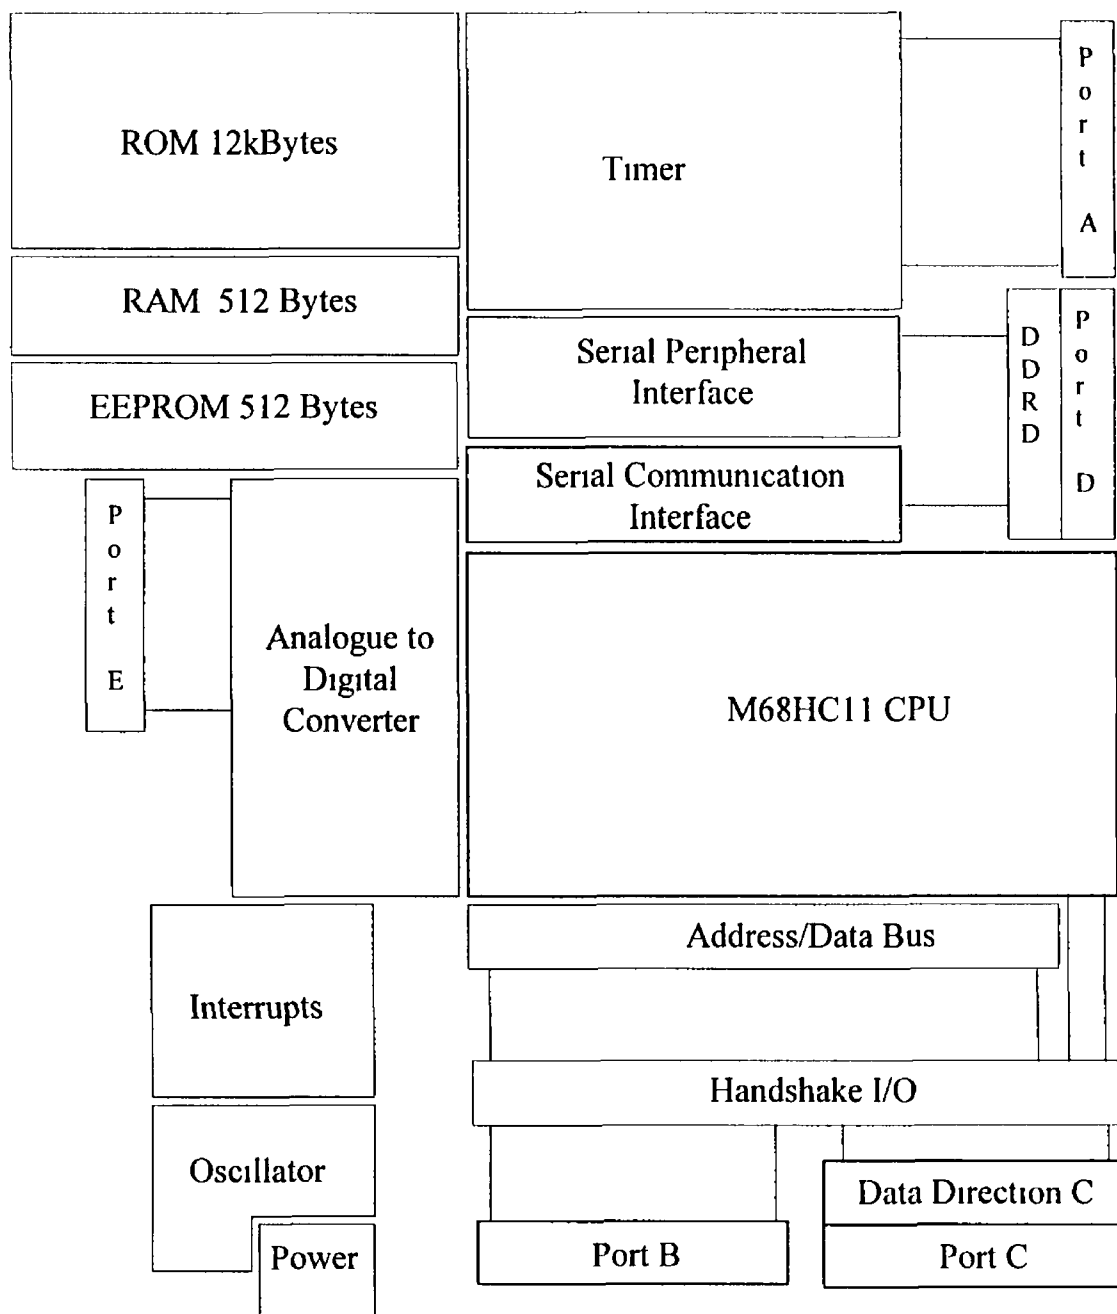 ROM 12kBytes
Timer
Port A
RAM 512 Bytes
Serial Peripheral
Interface
DDRD
Port D
EEPROM 512 Bytes
Serial Communication
Interface
Port E
Analogue to
Digital
Converter
M68HC11 CPU
Address/Data Bus
Interrupts
Handshake I/O
Oscillator
Data Direction C
Power
Port B
Port C